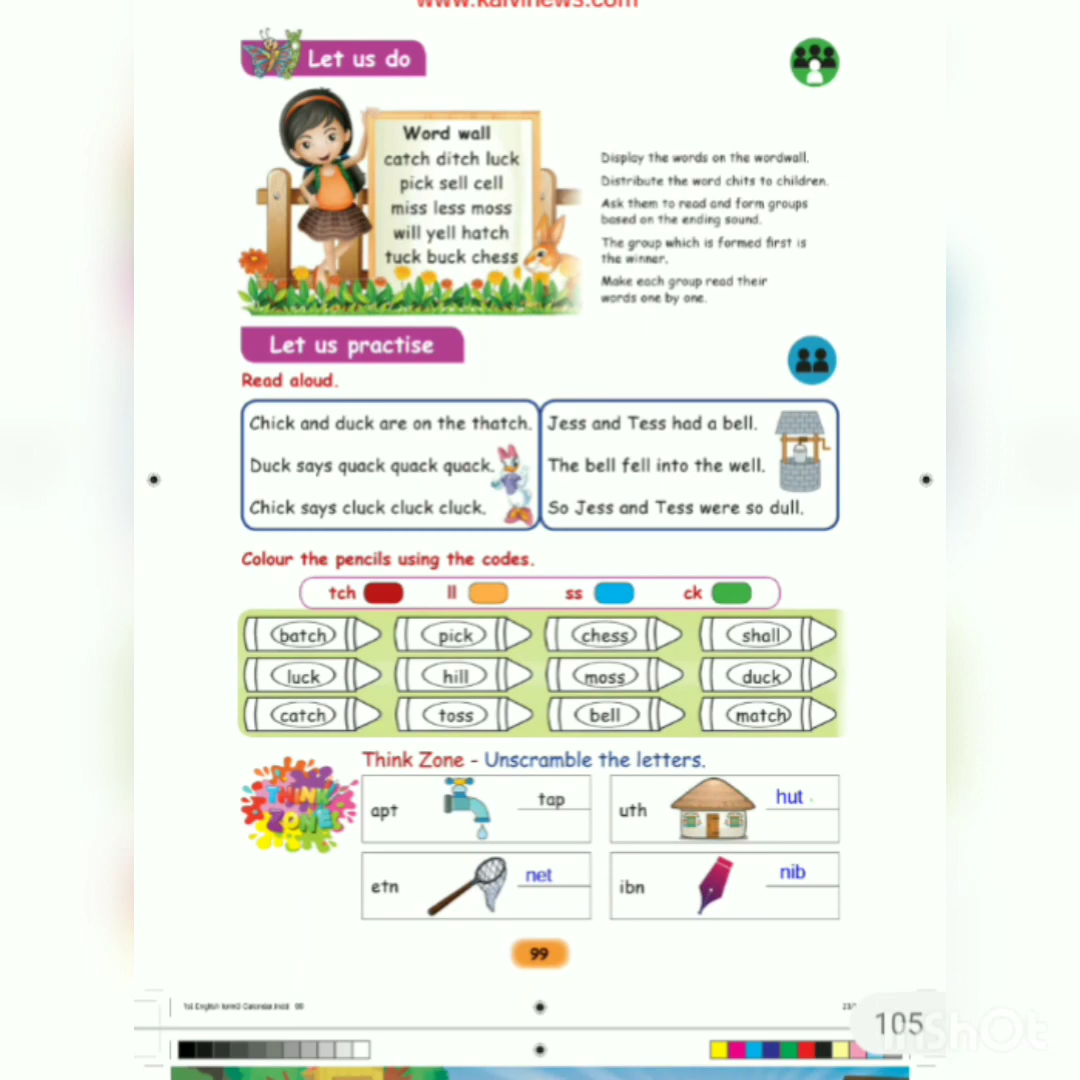 www.kalvinews.com
Let us do
Word wall
catch ditch luck
pick sell cell
miss less moss
will yell hatch
tuck buck chess
Display the words on the wordwall.
Distribute the word chits to children.
Ask them to read and form groups
based on the ending sound.
The group which is formed first is
the winner.
Make each group read their
words one by one.
Let us practise
Read aloud.
Chick and duck are on the thatch.
Duck says quack quack quack.
Chick says cluck cluck cluck.
Jess and Tess had a bell.
The bell fell into the well.
So Jess and Tess were so dull.
Colour the pencils using the codes.
tch ll ss ck
batch pick chess shall
luck hill moss duck
catch toss bell match
THINK
ZONE
Think Zone - Unscramble the letters.
apt tap
uth hut
etn net
ibn nib
99
105